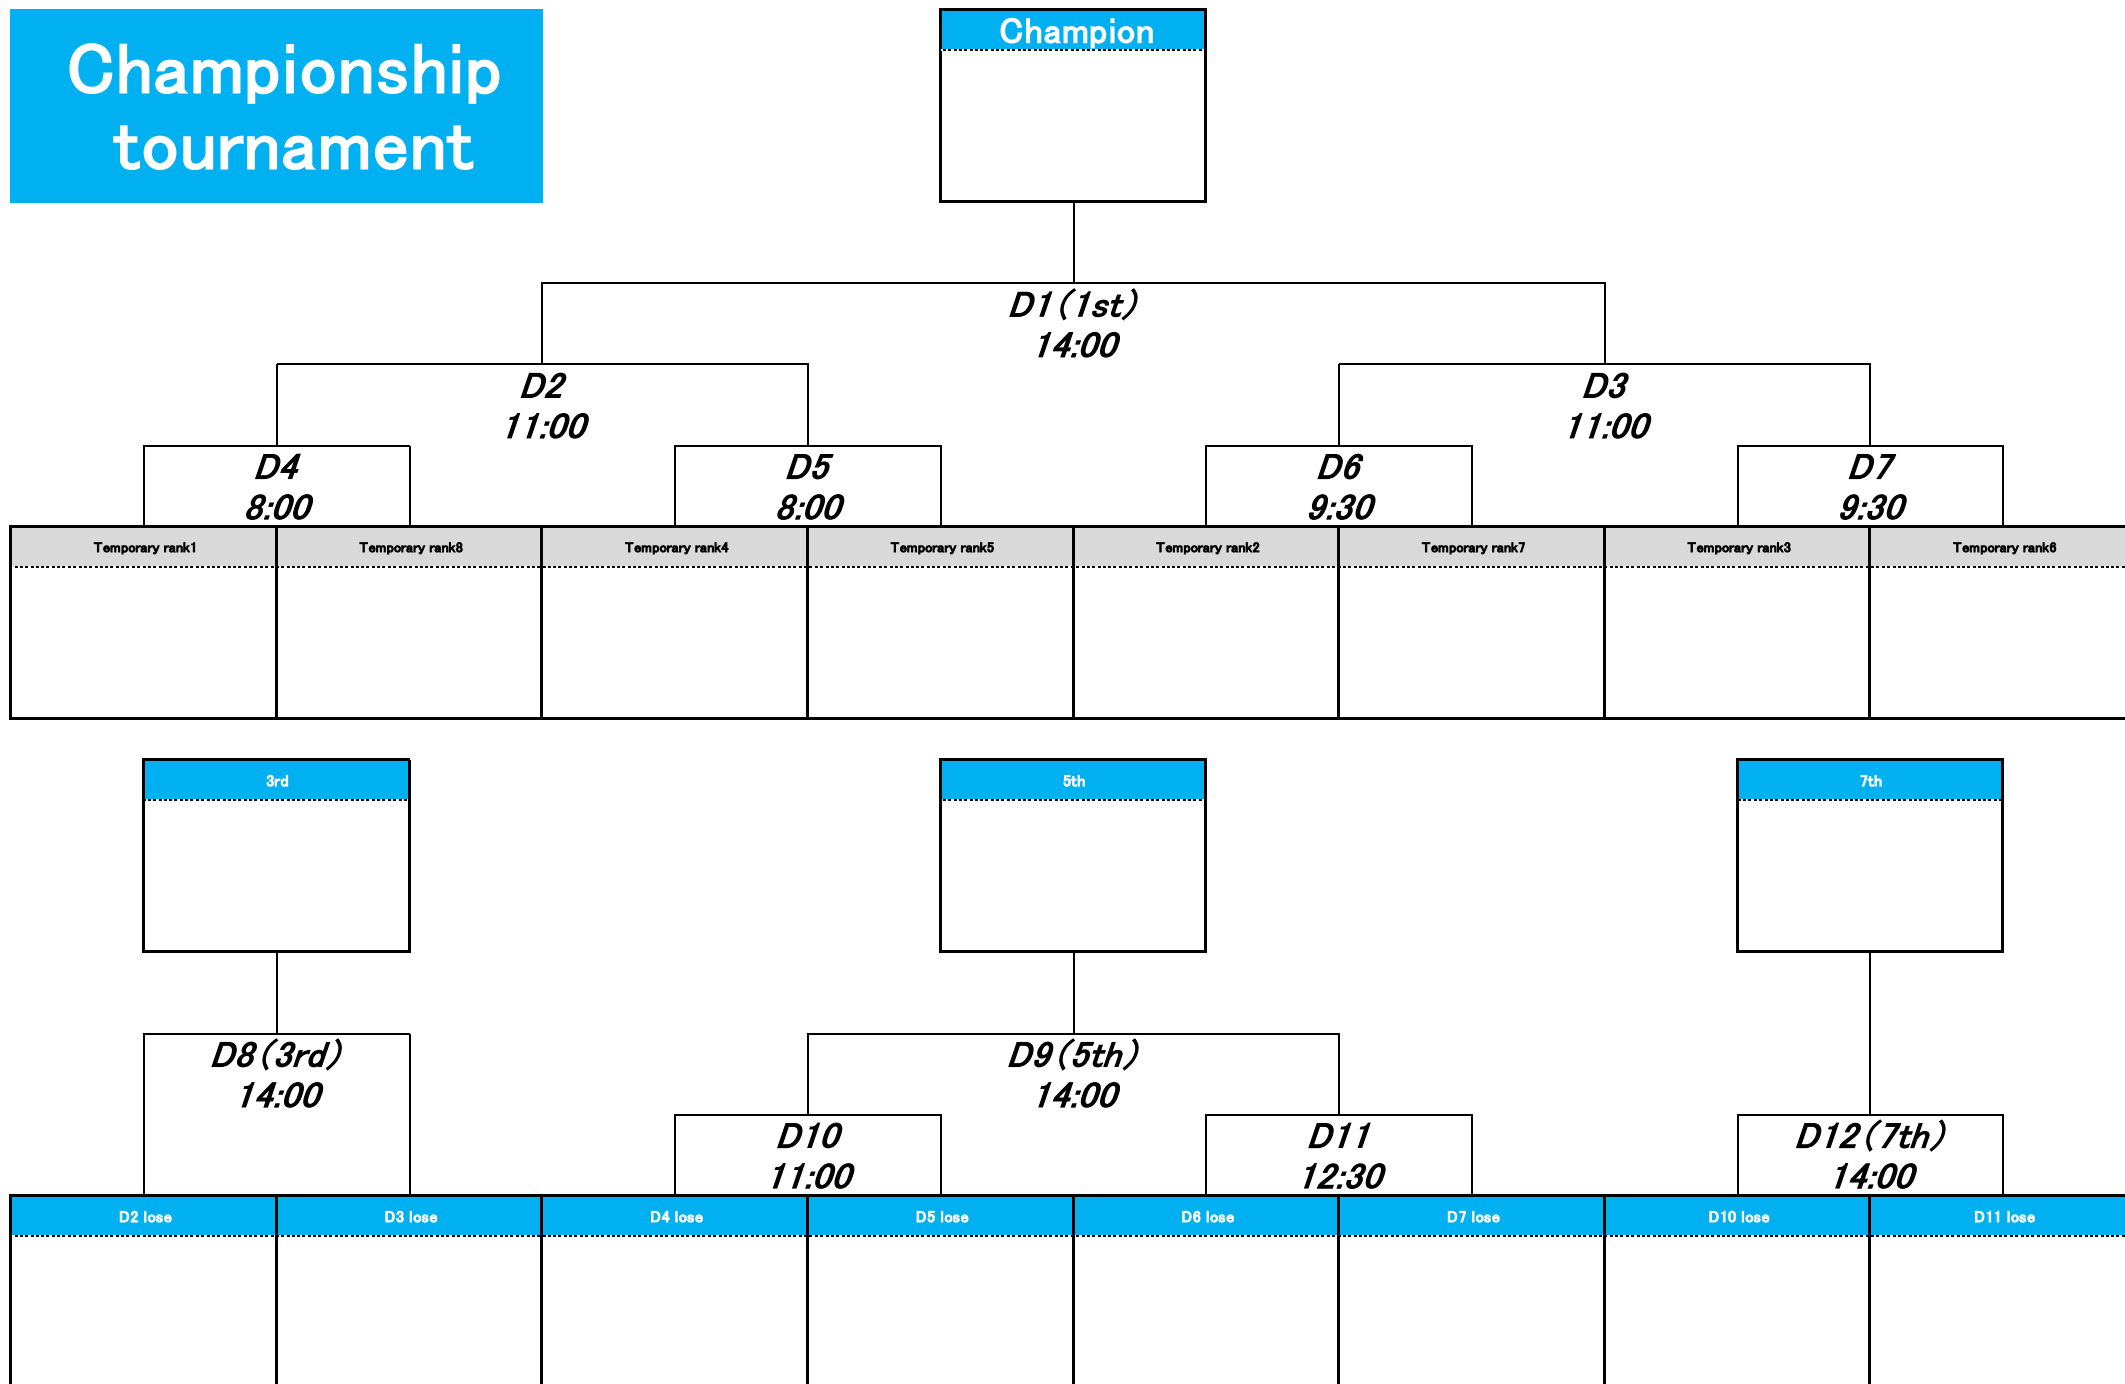 Championship
tournament
Champion
D1(1st)
14:00
D2
11:00
D3
11:00
D4
8:00
D5
8:00
D6
9:30
D7
9:30
Temporary rank1
Temporary rank8
Temporary rank4
Temporary rank5
Temporary rank2
Temporary rank7
Temporary rank3
Temporary rank6
3rd
5th
7th
D8(3rd)
14:00
D9(5th)
14:00
D10
11:00
D11
12:30
D12(7th)
14:00
D2 lose
D3 lose
D4 lose
D5 lose
D6 lose
D7 lose
D10 lose
D11 lose